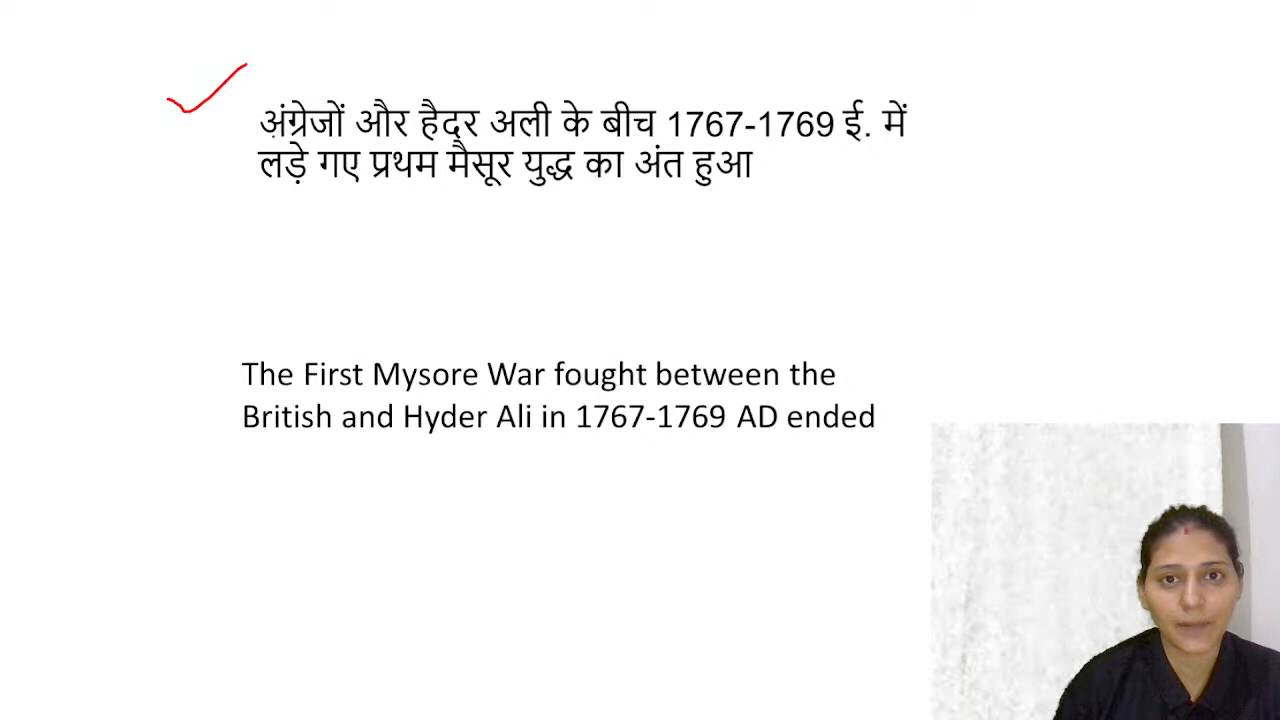 अंग्रेजों और हैदर अली के बीच 1767-1769 ई. में
लड़े गए प्रथम मैसूर युद्ध का अंत हुआ
The First Mysore War fought between the
British and Hyder Ali in 1767-1769 AD ended